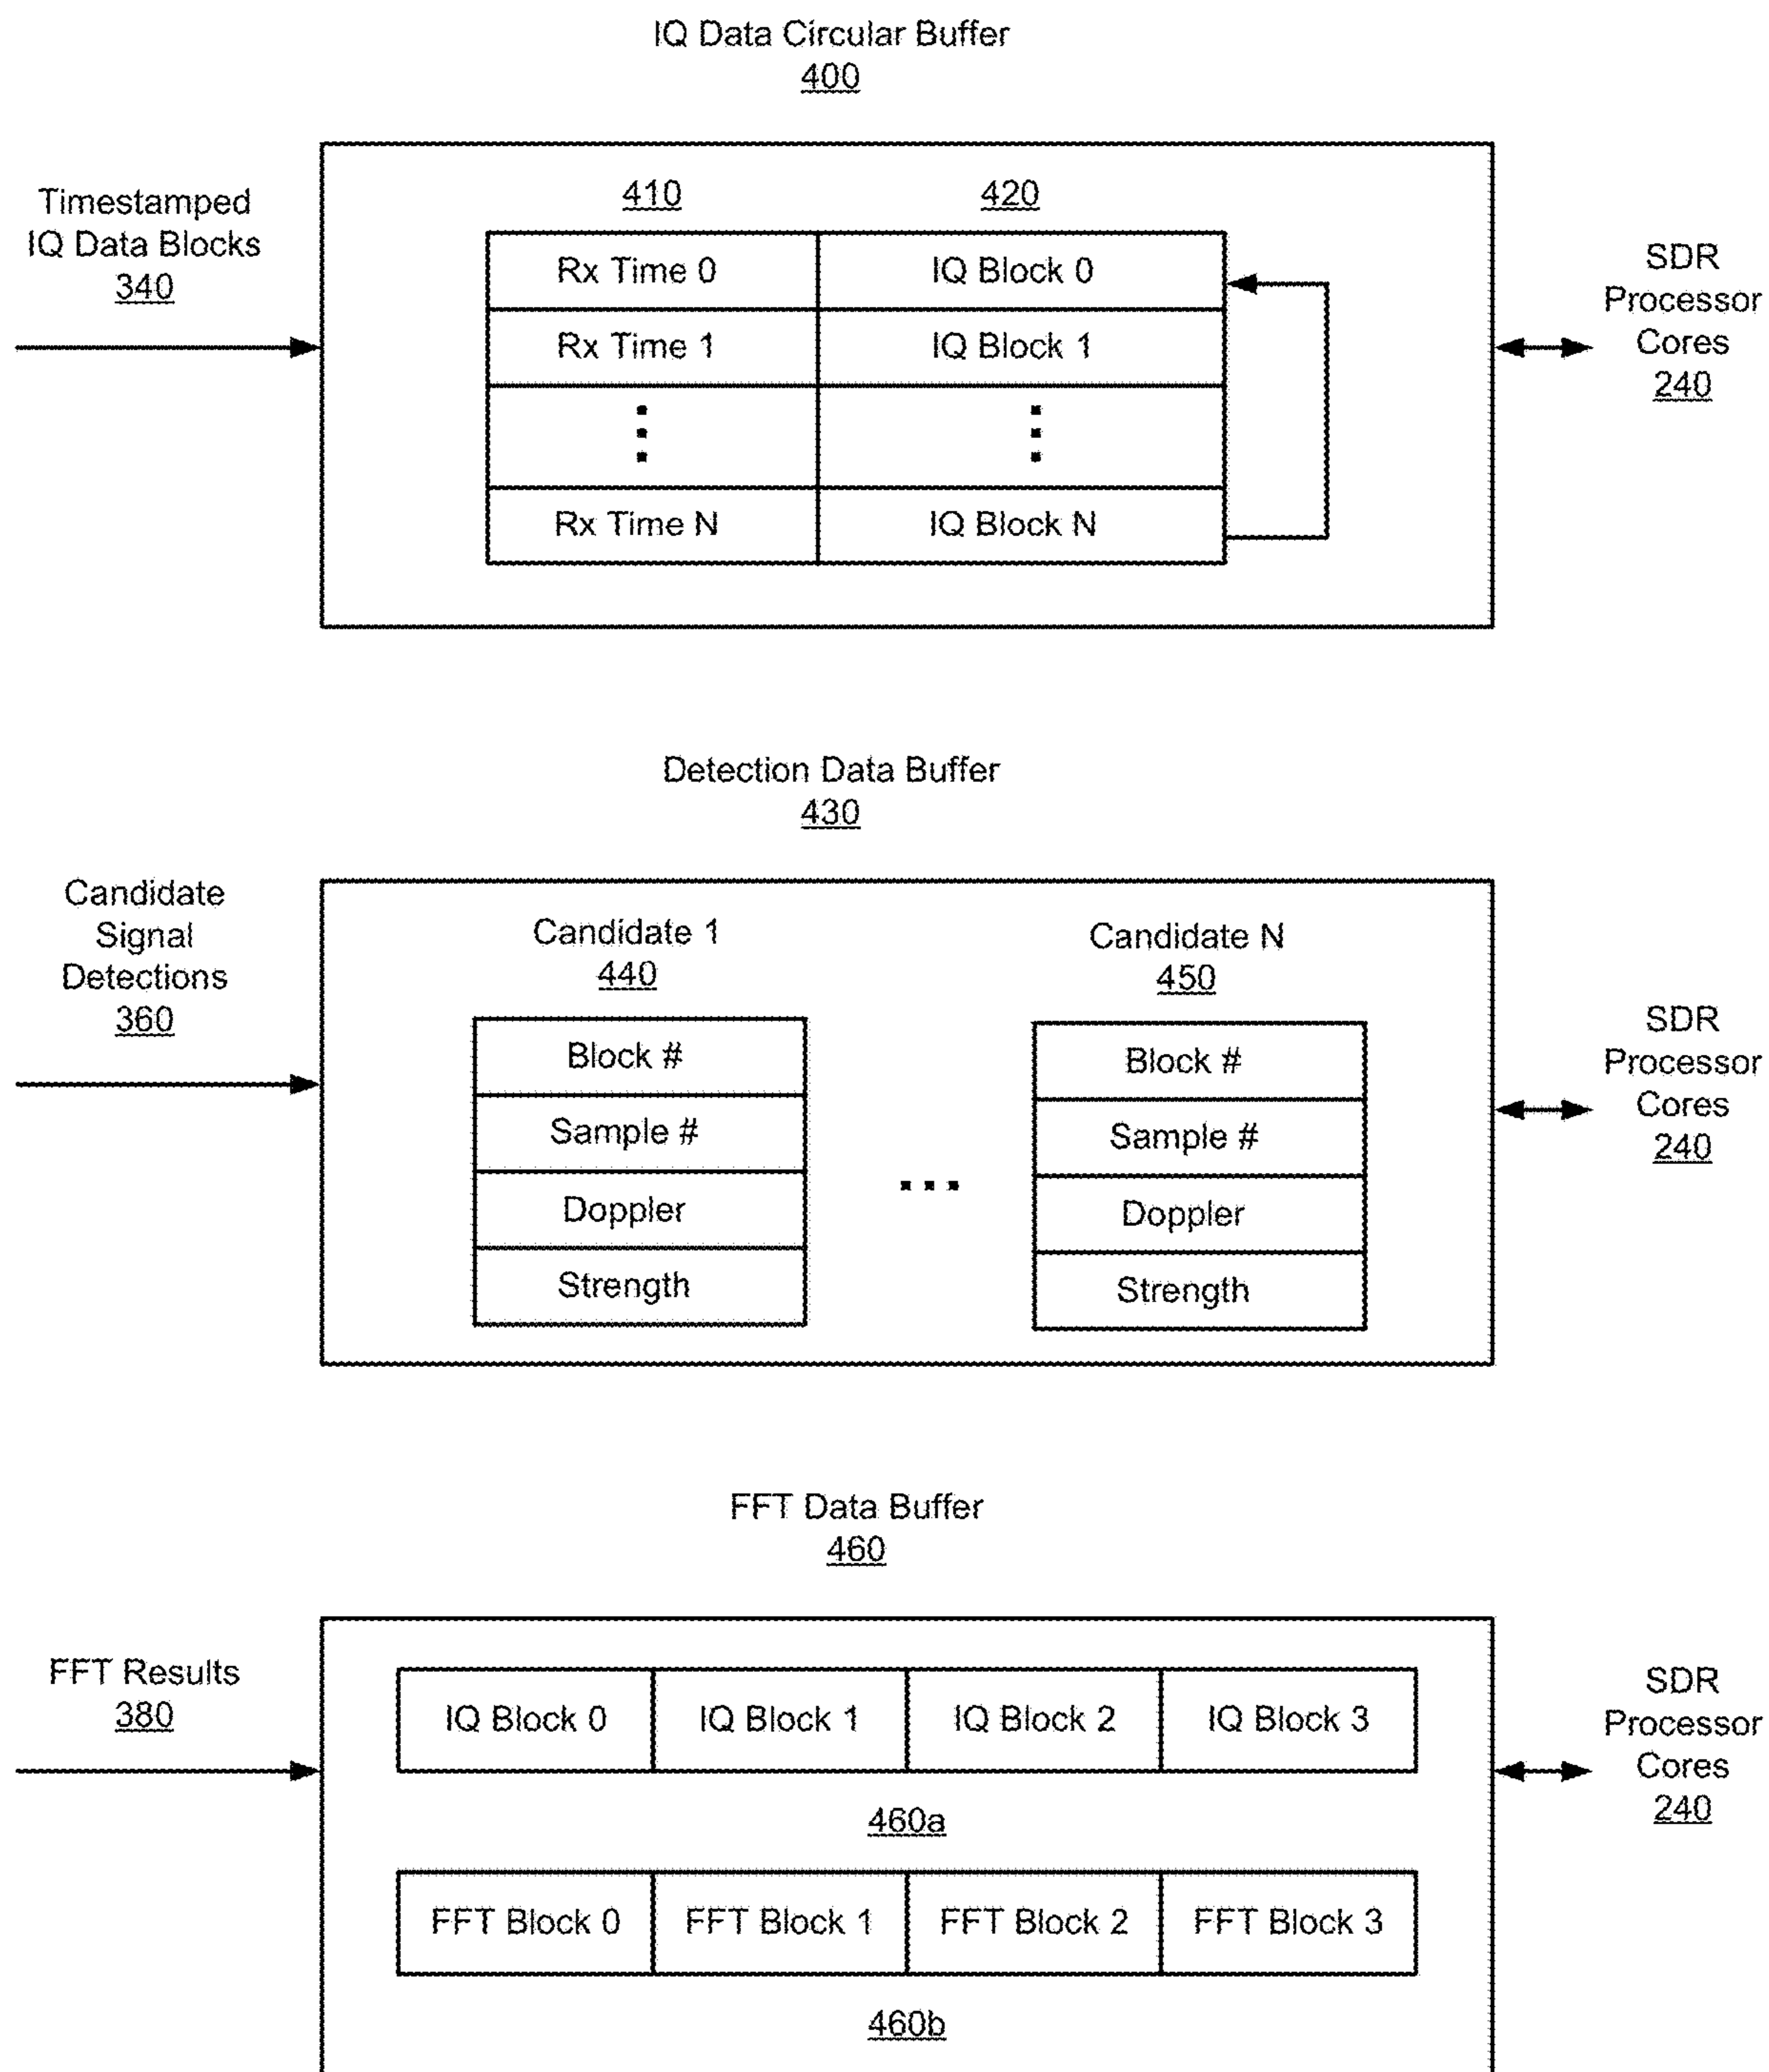 IQ Data Circular Buffer
400
Timestamped
IQ Data Blocks
340
410
420
Rx Time 0
IQ Block 0
Rx Time 1
IQ Block 1
Rx Time N
IQ Block N
SDR
Processor
Cores
240
Detection Data Buffer
430
Candidate
Signal
Detections
360
Candidate 1
440
Block #
Sample #
Doppler
Strength
...
Candidate N
450
Block #
Sample #
Doppler
Strength
SDR
Processor
Cores
240
FFT Data Buffer
460
FFT Results
380
IQ Block 0
IQ Block 1
IQ Block 2
IQ Block 3
460a
FFT Block 0
FFT Block 1
FFT Block 2
FFT Block 3
460b
SDR
Processor
Cores
240